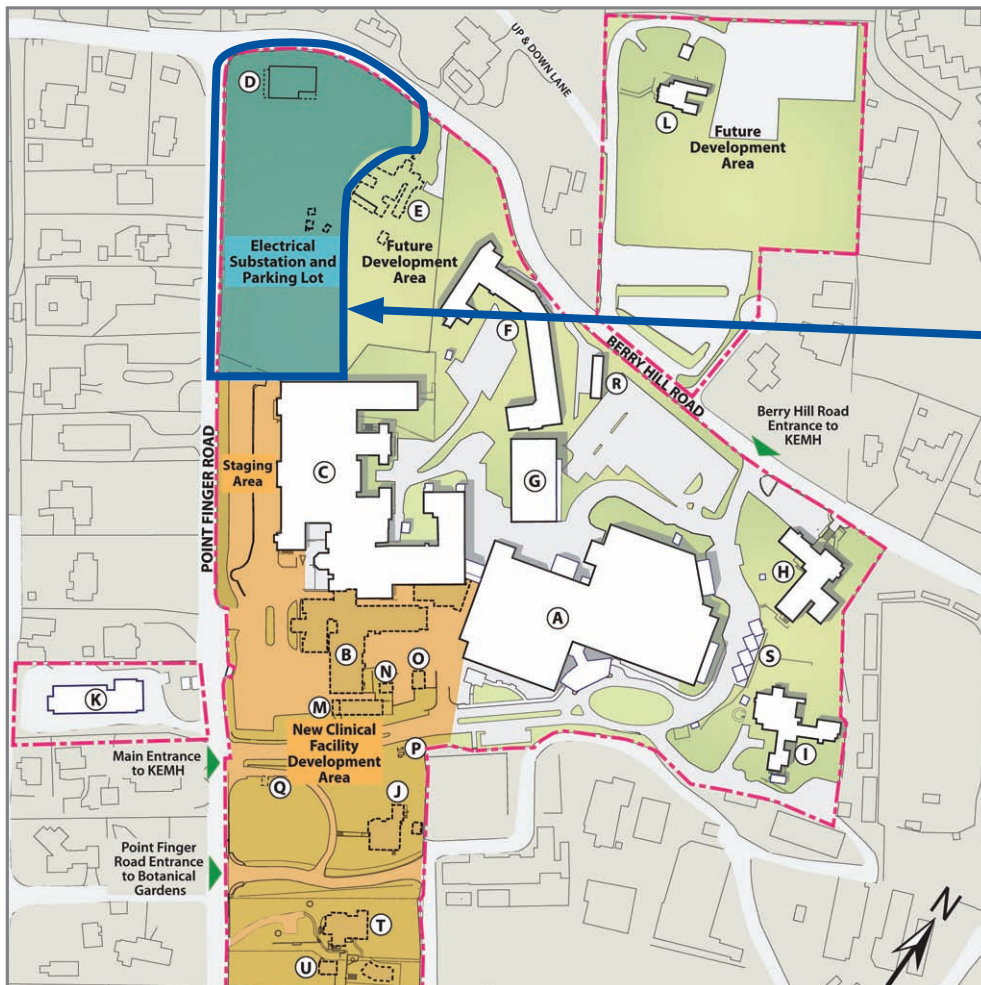 UP & DOWN LANE
D
L
Future
Development
Area
E
Electrical
Substation and
Parking Lot
Future
Development
Area
F
BERRY HILL ROAD
R
Berry Hill Road
Entrance to
KEMH
POINT FINGER ROAD
Staging
Area
C
G
H
A
B
N
O
S
K
M
New Clinical
Facility
Development
Area
P
I
Main Entrance
to KEMH
Q
J
Point Finger
Road Entrance
to Botanical
Gardens
T
U
N